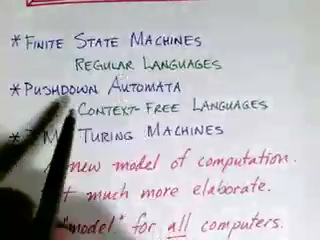 * FINITE STATE MACHINES
REGULAR LANGUAGES
* PUSHDOWN AUTOMATA
CONTEXT-FREE LANGUAGES
* TURING MACHINES
new model of computation.
much more elaborate.
"model" for all computers.